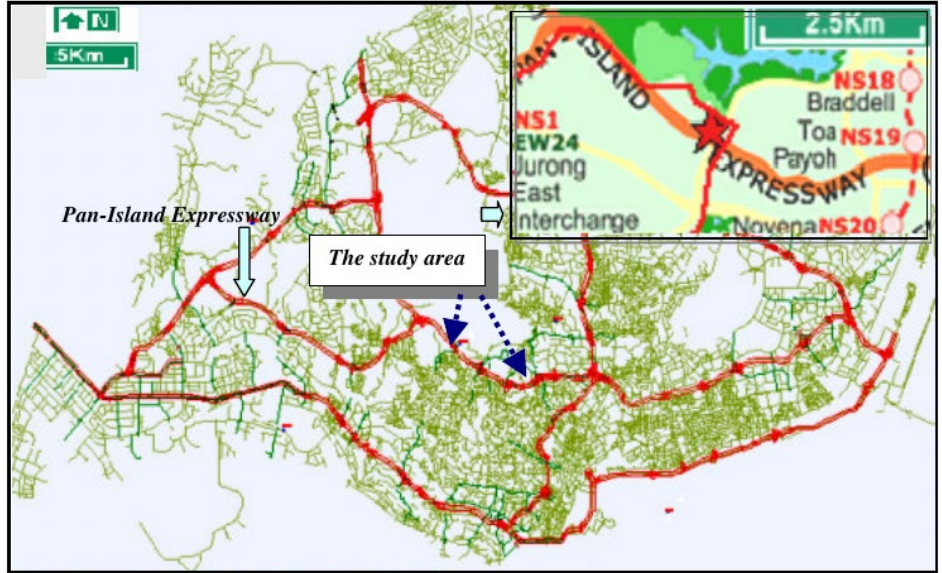 N
5Km
2.5Km
ISLAND
NS18
Braddell
NS1
Toa NS19
EW24
Payoh
Jurong
EXPRESSWAY
East
Interchange
Novena NS20
Pan-Island Expressway
The study area